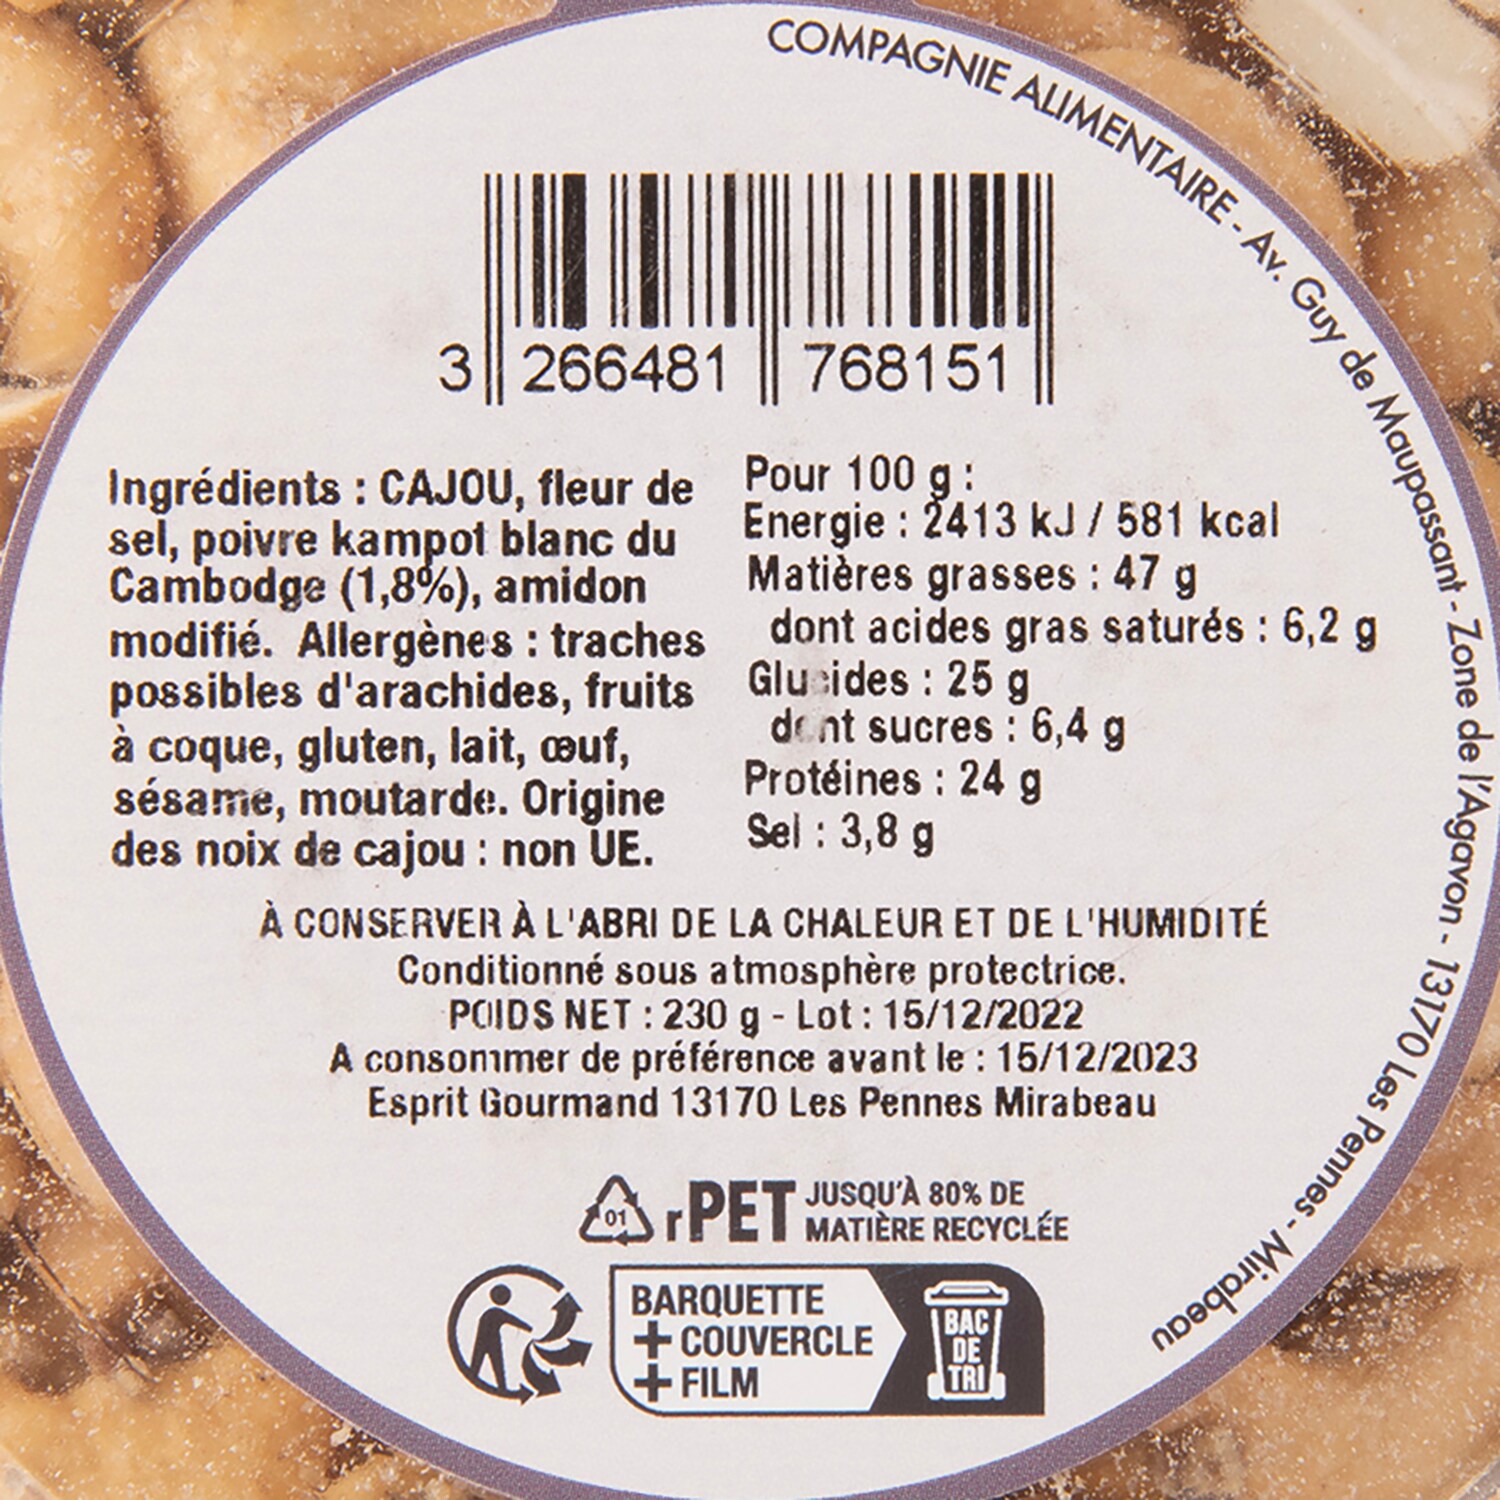 COMPAGNIE ALIMENTAIRE - Av. Guy de Maupassant - Zone de l'Agavon - 13170 Les Pennes - Mirabeau
3 266481 768151
Ingrédients : CAJOU, fleur de
sel, poivre kampot blanc du
Cambodge (1,8%), amidon
modifié. Allergènes : traches
possibles d'arachides, fruits
à coque, gluten, lait, œuf,
sésame, moutarde. Origine
des noix de cajou : non UE.
Pour 100 g :
Energie : 2413 kJ / 581 kcal
Matières grasses : 47 g
dont acides gras saturés : 6,2 g
Glucides : 25 g
dont sucres : 6,4 g
Protéines : 24 g
Sel : 3,8 g
À CONSERVER À L'ABRI DE LA CHALEUR ET DE L'HUMIDITÉ
Conditionné sous atmosphère protectrice.
POIDS NET : 230 g - Lot : 15/12/2022
A consommer de préférence avant le : 15/12/2023
Esprit Gourmand 13170 Les Pennes Mirabeau
01 rPET JUSQU'À 80% DE
MATIÈRE RECYCLÉE
BARQUETTE
+ COUVERCLE
+ FILM
BAC
DE
TRI